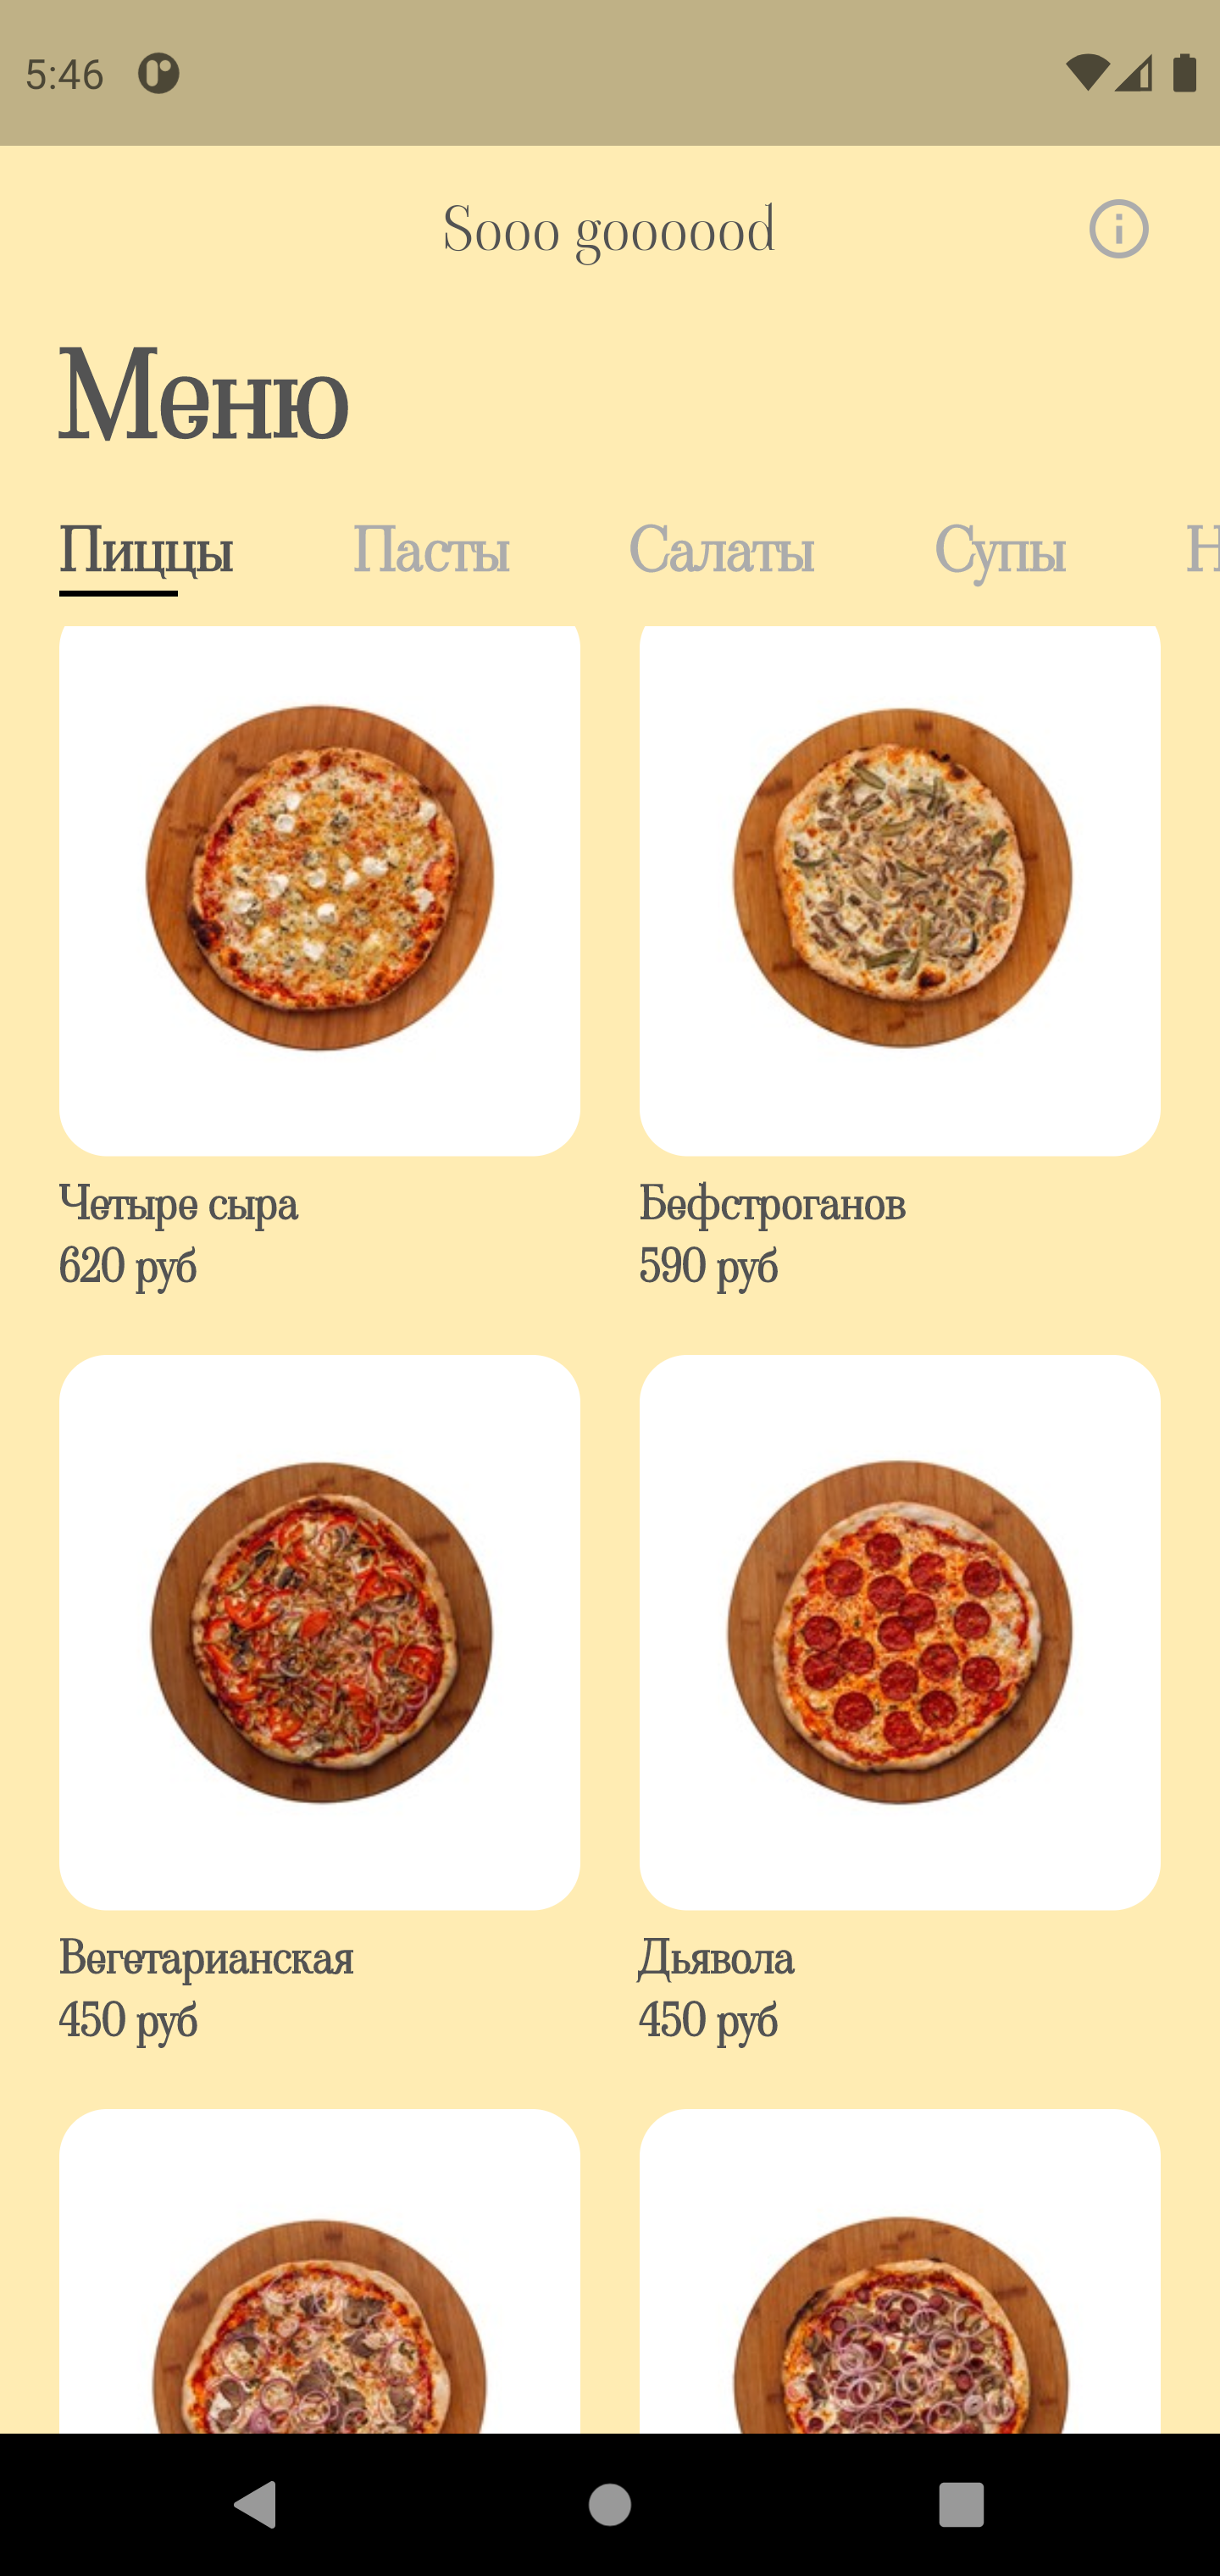 5:46
Sooo goooood
Меню
Пиццы Пасты Салаты Супы Н
Четыре сыра Бефстроганов
620 руб 590 руб
Вегетарианская Дьявола
450 руб 450 руб